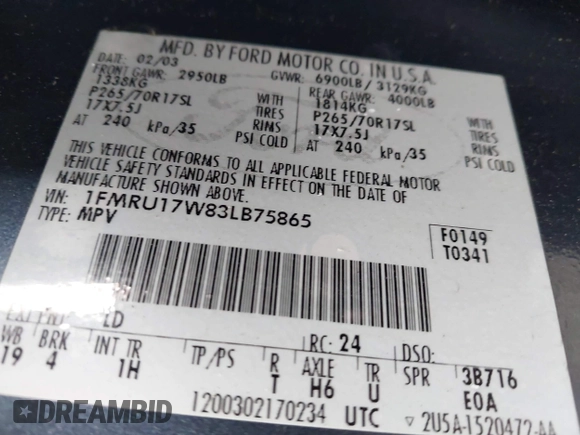 MFD. BY FORD MOTOR CO. IN U.S.A.
DATE: 02/03 GVWR: 6900LB/ 3129KG
FRONT GAWR: 2950LB REAR GAWR: 4000LB
1338KG WITH 1814KG WITH
P265/70R17SL TIRES P265/70R17SL TIRES
17X7.5J RIMS 17X7.5J RIMS
AT 240 kPa/35 PSI COLD AT 240 kPa/35 PSI COLD
THIS VEHICLE CONFORMS TO ALL APPLICABLE FEDERAL MOTOR
VEHICLE SAFETY STANDARDS IN EFFECT ON THE DATE OF
MANUFACTURE SHOWN ABOVE.
VIN: 1FMRU17W83LB75865 F0149
TYPE: MPV T0341
EXT PNT: LD RC: 24 DSO:
WB BRK INT TR TP/PS R AXLE TR SPR 3B716
19 4 1H T H6 U E0A
1200302170234 UTC ▽ 2U5A-1520472-AA
DREAMBID